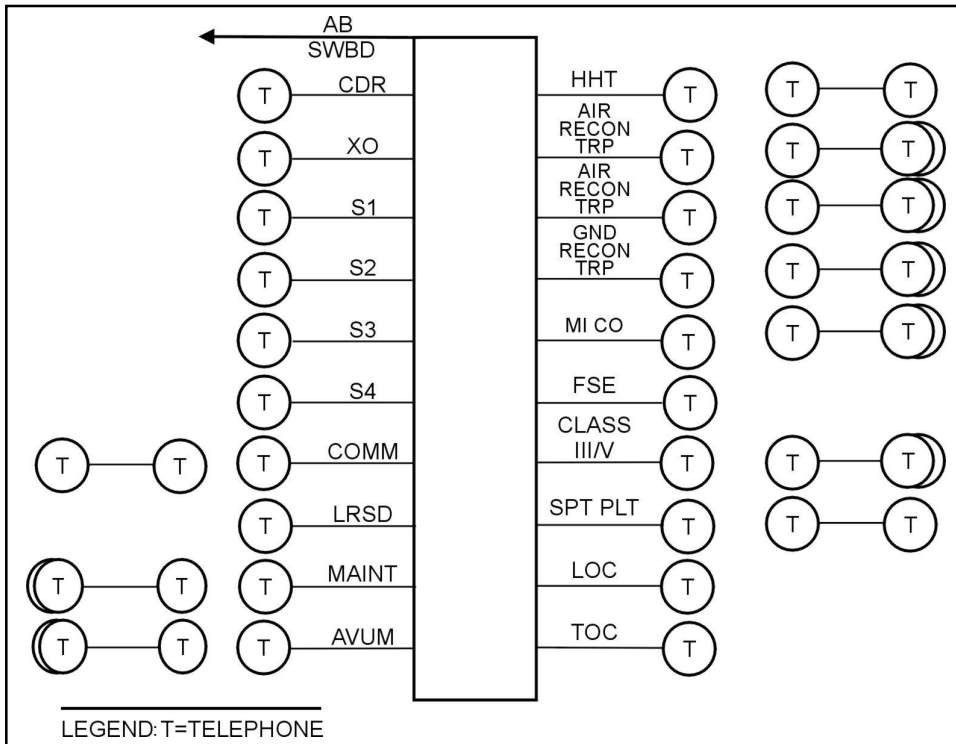 AB
SWBD
T CDR HHT T T T
T XO AIR
RECON
TRP T T T
T S1 AIR
RECON
TRP T T T
T S2 GND
RECON
TRP T T T
T S3 MI CO T T T
T S4 FSE T
T T T COMM CLASS
III/V T T T
T LRSD SPT PLT T T T
T T T MAINT LOC T
T T T AVUM TOC T
LEGEND: T=TELEPHONE